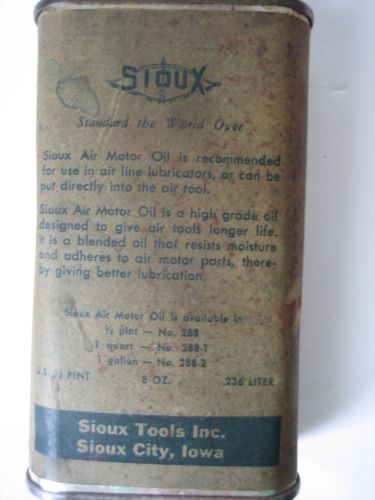 SIOUX
Standard the World Over
Sioux Air Motor Oil is recommended
for use in air line lubricators, or can be
put directly into the air tool.
Sioux Air Motor Oil is a high grade oil
designed to give air tools longer life.
It is a blended oil that resists moisture
and adheres to air motor parts, there-
by giving better lubrication.
Sioux Air Motor Oil is available in
½ pint — No. 288
1 quart — No. 288-1
1 gallon — No. 288-2
U.S. ½ PINT 8 OZ. .236 LITER
Sioux Tools Inc.
Sioux City, Iowa